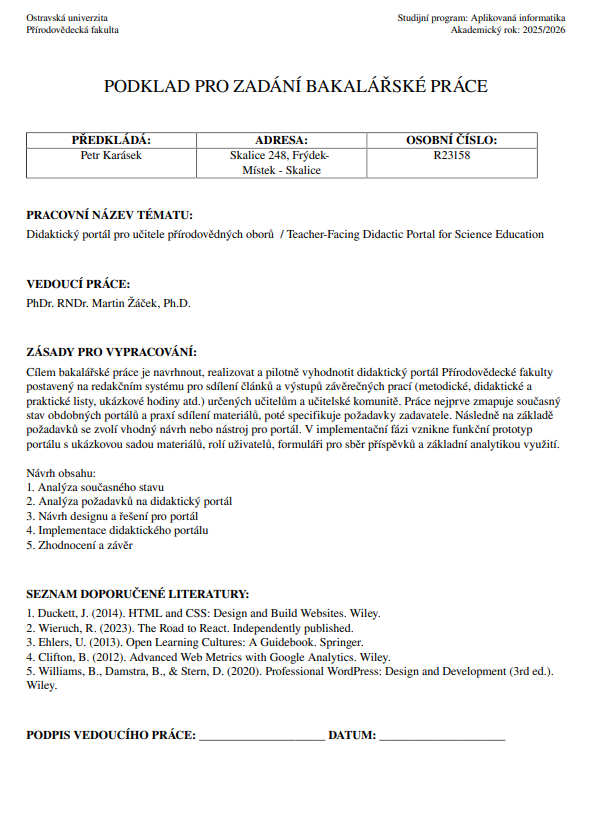 Ostravská univerzita
Přírodovědecká fakulta
Studijní program: Aplikovaná informatika
Akademický rok: 2025/2026
PODKLAD PRO ZADÁNÍ BAKALÁŘSKÉ PRÁCE
PŘEDKLÁDÁ: ADRESA: OSOBNÍ ČÍSLO:
Petr Karásek Skalice 248, Frýdek- R23158
Místek - Skalice
PRACOVNÍ NÁZEV TÉMATU:
Didaktický portál pro učitele přírodovědných oborů / Teacher-Facing Didactic Portal for Science Education
VEDOUCÍ PRÁCE:
PhDr. RNDr. Martin Žáček, Ph.D.
ZÁSADY PRO VYPRACOVÁNÍ:
Cílem bakalářské práce je navrhnout, realizovat a pilotně vyhodnotit didaktický portál Přírodovědecké fakulty
postavený na redakčním systému pro sdílení článků a výstupů závěrečných prací (metodické, didaktické a
praktické listy, ukázkové hodiny atd.) určených učitelům a učitelské komunitě. Práce nejprve zmapuje současný
stav obdobných portálů a praxí sdílení materiálů, poté specifikuje požadavky zadavatele. Následně na základě
požadavků se zvolí vhodný návrh nebo nástroj pro portál. V implementační fázi vznikne funkční prototyp
portálu s ukázkovou sadou materiálů, rolí uživatelů, formuláři pro sběr příspěvků a základní analytikou využití.
Návrh obsahu:
1. Analýza současného stavu
2. Analýza požadavků na didaktický portál
3. Návrh designu a řešení pro portál
4. Implementace didaktického portálu
5. Zhodnocení a závěr
SEZNAM DOPORUČENÉ LITERATURY:
1. Duckett, J. (2014). HTML and CSS: Design and Build Websites. Wiley.
2. Wieruch, R. (2023). The Road to React. Independently published.
3. Ehlers, U. (2013). Open Learning Cultures: A Guidebook. Springer.
4. Clifton, B. (2012). Advanced Web Metrics with Google Analytics. Wiley.
5. Williams, B., Damstra, B., & Stern, D. (2020). Professional WordPress: Design and Development (3rd ed.).
Wiley.
PODPIS VEDOUCÍHO PRÁCE: _____________________ DATUM: _____________________